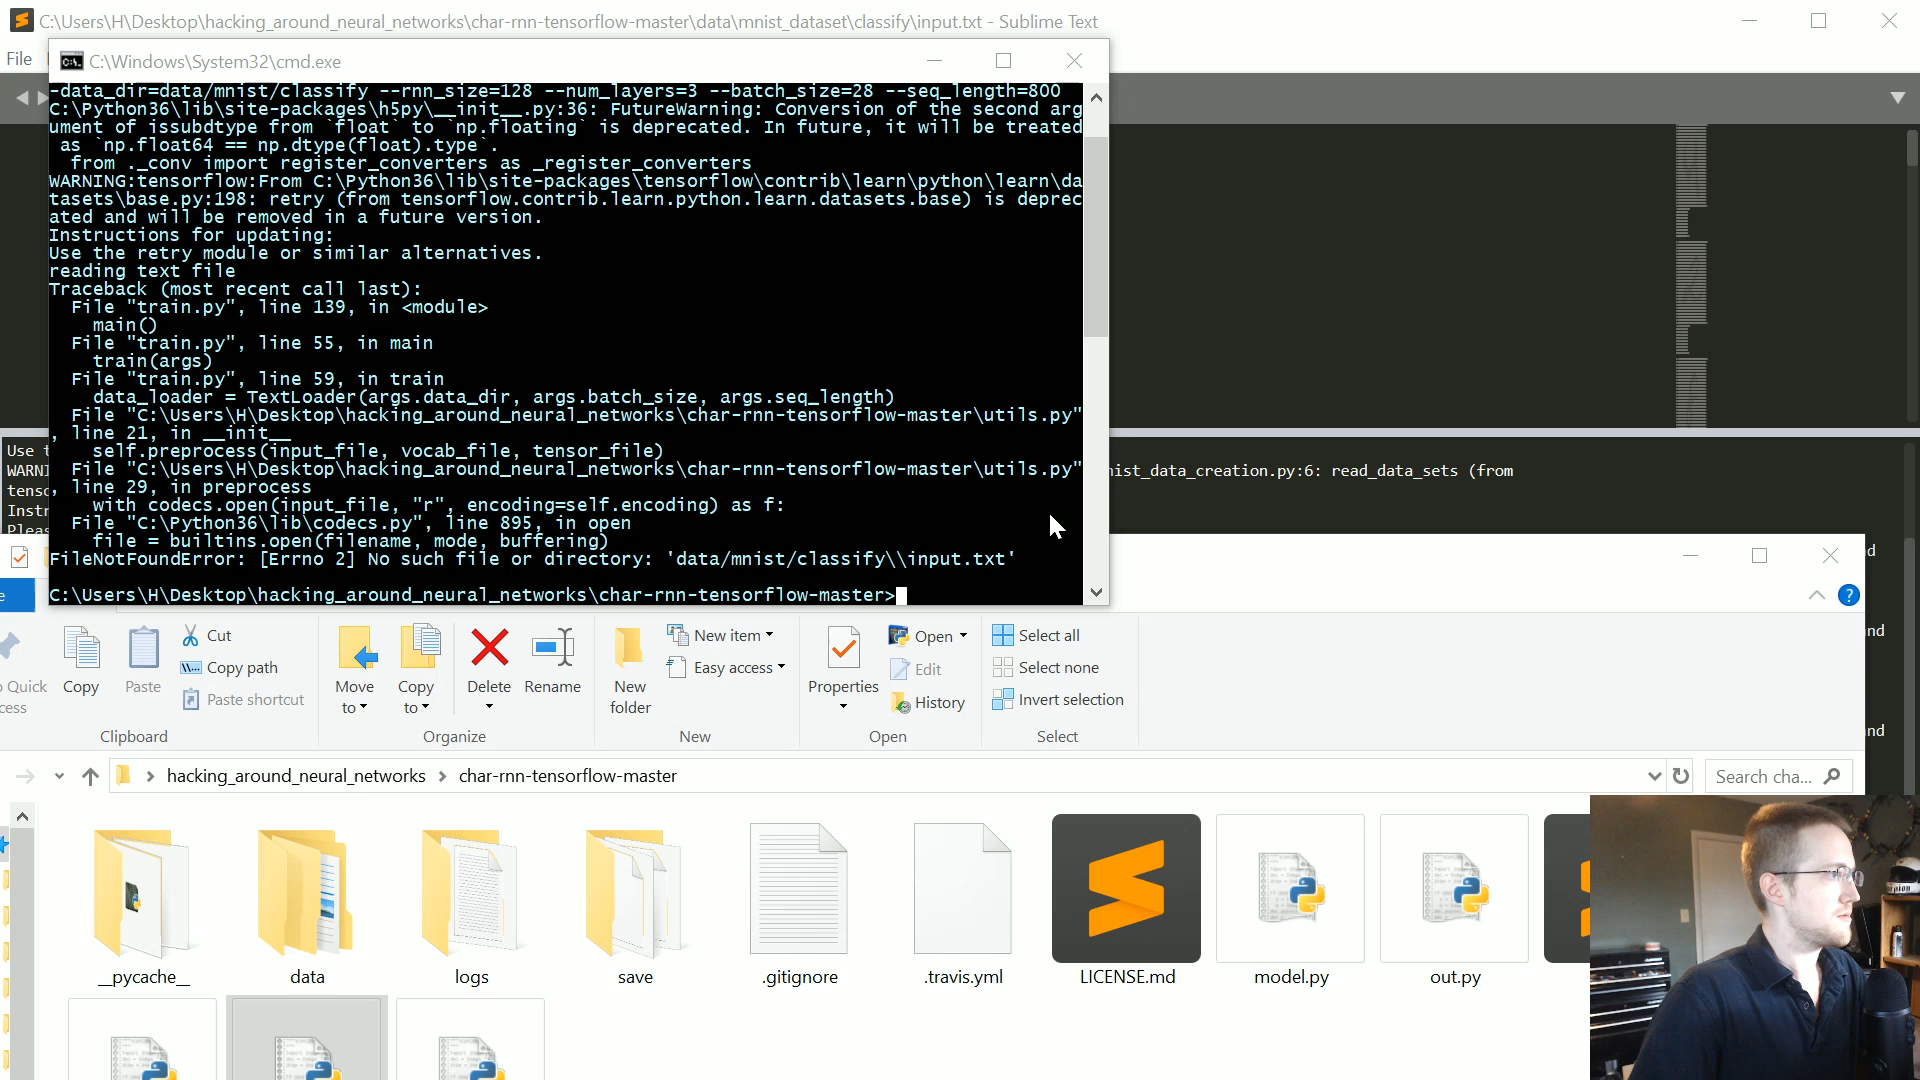 C:\Users\H\Desktop\hacking_around_neural_networks\char-rnn-tensorflow-master\data\mnist_dataset\classify\input.txt - Sublime Text
File
C:\Windows\System32\cmd.exe
-data_dir=data/mnist/classify --rnn_size=128 --num_layers=3 --batch_size=28 --seq_length=800
C:\Python36\lib\site-packages\h5py\__init__.py:36: FutureWarning: Conversion of the second arg
ument of issubdtype from `float` to `np.floating` is deprecated. In future, it will be treated
as `np.float64 == np.dtype(float).type`.
from ._conv import register_converters as _register_converters
WARNING:tensorflow:From C:\Python36\lib\site-packages\tensorflow\contrib\learn\python\learn\da
tasets\base.py:198: retry (from tensorflow.contrib.learn.python.learn.datasets.base) is deprec
ated and will be removed in a future version.
Instructions for updating:
Use the retry module or similar alternatives.
reading text file
Traceback (most recent call last):
File "train.py", line 139, in <module>
main()
File "train.py", line 55, in main
train(args)
File "train.py", line 59, in train
data_loader = TextLoader(args.data_dir, args.batch_size, args.seq_length)
File "C:\Users\H\Desktop\hacking_around_neural_networks\char-rnn-tensorflow-master\utils.py"
, line 21, in __init__
self.preprocess(input_file, vocab_file, tensor_file)
File "C:\Users\H\Desktop\hacking_around_neural_networks\char-rnn-tensorflow-master\utils.py"
, line 29, in preprocess
with codecs.open(input_file, "r", encoding=self.encoding) as f:
File "C:\Python36\lib\codecs.py", line 895, in open
file = builtins.open(filename, mode, buffering)
FileNotFoundError: [Errno 2] No such file or directory: 'data/mnist/classify\\input.txt'
C:\Users\H\Desktop\hacking_around_neural_networks\char-rnn-tensorflow-master>
Use t
WARNI
tenso
Instr
Pleas
nist_data_creation.py:6: read_data_sets (from
d
nd
nd
Quick
cess
Copy
Paste
Cut
Copy path
Paste shortcut
Clipboard
Move to
Copy to
Delete
Rename
Organize
New folder
New item
Easy access
New
Properties
Open
Edit
History
Open
Select all
Select none
Invert selection
Select
hacking_around_neural_networks > char-rnn-tensorflow-master
Search cha...
__pycache__
data
logs
save
.gitignore
.travis.yml
LICENSE.md
model.py
out.py